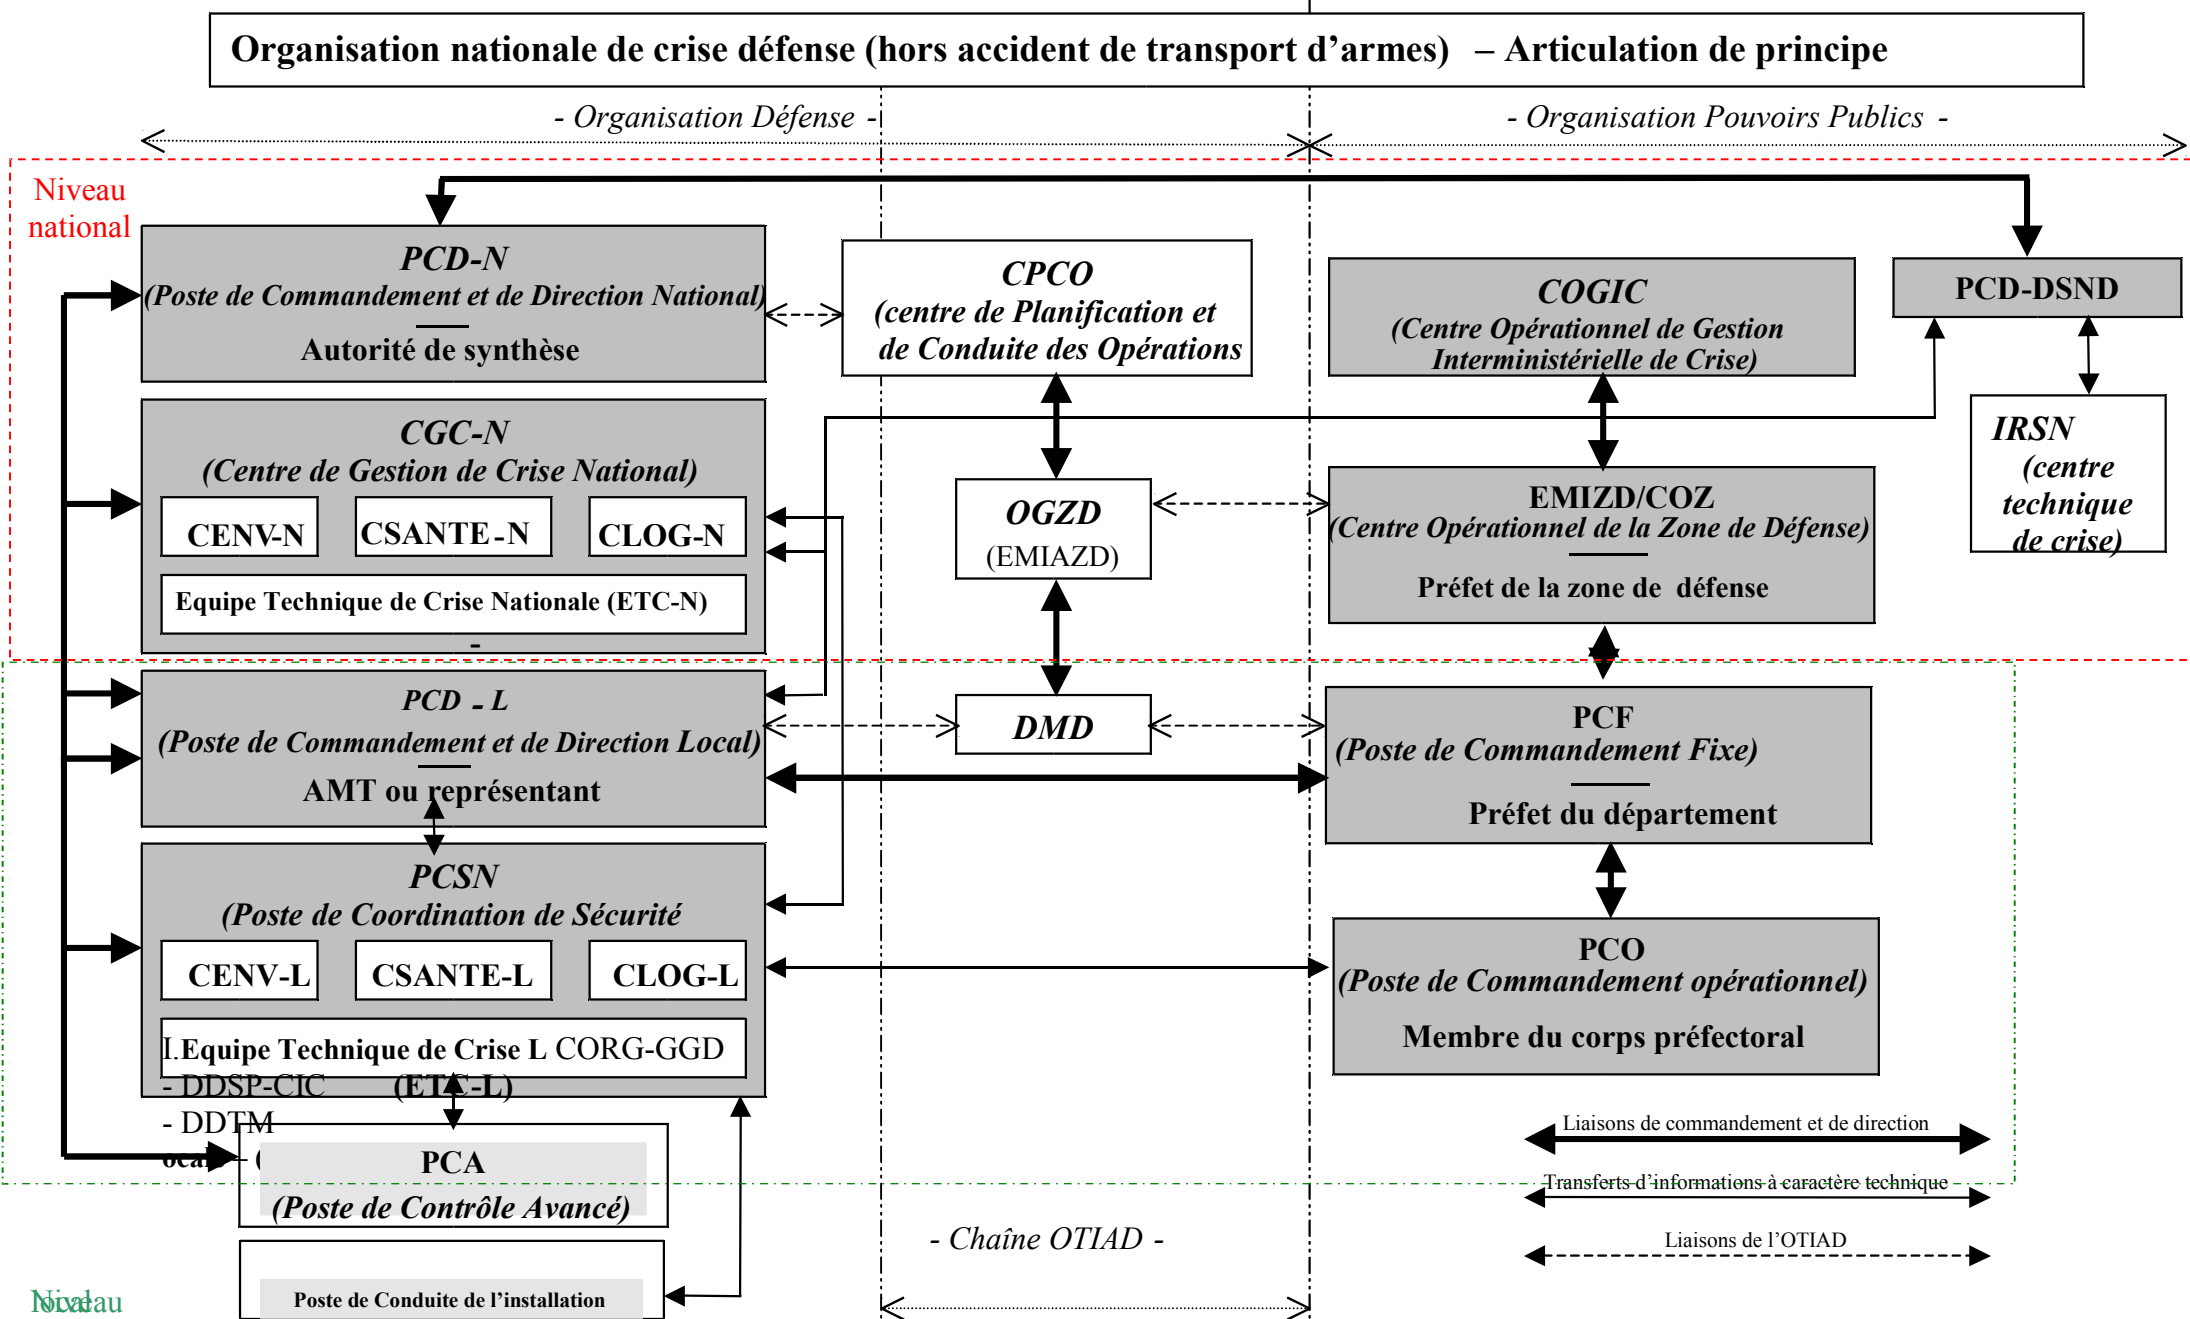 Organisation nationale de crise défense (hors accident de transport d’armes) – Articulation de principe
- Organisation Défense -
- Organisation Pouvoirs Publics -
Niveau
national
PCD-N
(Poste de Commandement et de Direction National)
Autorité de synthèse
CPCO
(centre de Planification et
de Conduite des Opérations
COGIC
(Centre Opérationnel de Gestion
Interministérielle de Crise)
PCD-DSND
IRSN
(centre
technique
de crise)
CGC-N
(Centre de Gestion de Crise National)
CENV-N
CSANTE-N
CLOG-N
Equipe Technique de Crise Nationale (ETC-N)
-
OGZD
(EMIAZD)
EMIZD/COZ
(Centre Opérationnel de la Zone de Défense)
Préfet de la zone de défense
PCD - L
(Poste de Commandement et de Direction Local)
AMT ou représentant
DMD
PCF
(Poste de Commandement Fixe)
Préfet du département
PCSN
(Poste de Coordination de Sécurité
CENV-L
CSANTE-L
CLOG-L
I.Equipe Technique de Crise L CORG-GGD
- DDSP-CIC (ETC-L)
- DDTM
PCO
(Poste de Commandement opérationnel)
Membre du corps préfectoral
PCA
(Poste de Contrôle Avancé)
Poste de Conduite de l’installation
- Chaîne OTIAD -
Liaisons de commandement et de direction
Transferts d’informations à caractère technique
Liaisons de l’OTIAD
Niveau
local